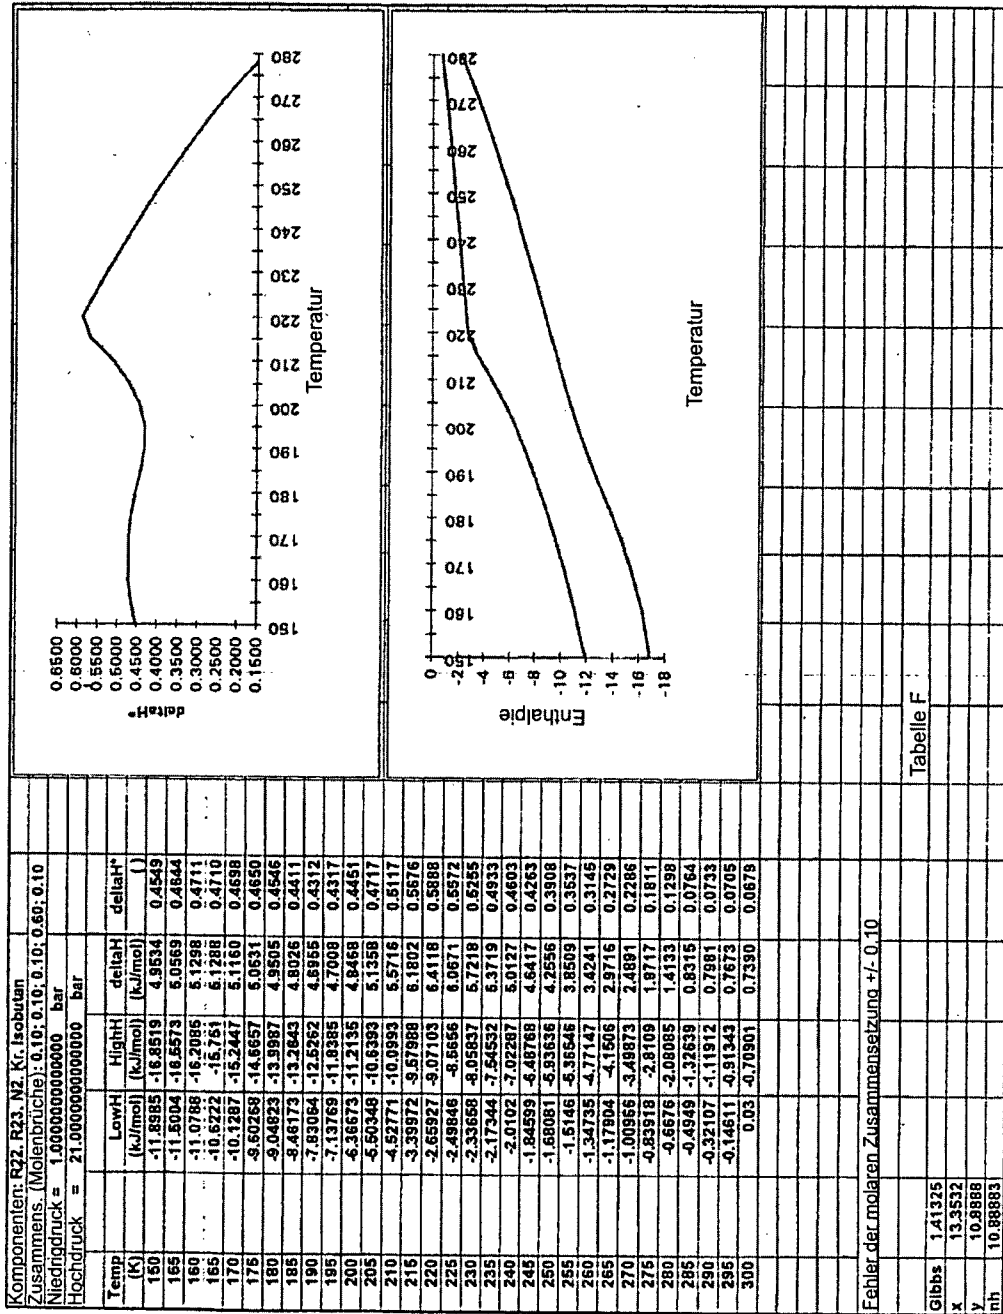 Komponenten: R22. R23. N2. Kr. Isobutan
Zusammens. (Molenbrüche): 0.10; 0.10; 0.10; 0.60; 0.10
Niedrigdruck = 1.00000000000000 bar
Hochdruck = 21.00000000000000 bar
Temp LowH HighH deltaH deltaH*
(K) (kJ/mol) (kJ/mol) (kJ/mol) ( )
150 -11.8885 -16.8519 4.9534 0.4549
165 -11.5004 -16.5573 5.0569 0.4644
160 -11.0788 -16.2085 5.1298 0.4711
165 -10.6222 -15.751 5.1288 0.4710
170 -10.1287 -15.2447 5.1160 0.4698
175 -9.60268 -14.6657 5.0631 0.4650
180 -9.04823 -13.9987 4.9505 0.4546
185 -8.46173 -13.2643 4.8026 0.4411
190 -7.83064 -12.5262 4.6955 0.4312
195 -7.13769 -11.8385 4.7008 0.4317
200 -6.36673 -11.2135 4.8468 0.4451
205 -5.50348 -10.6393 5.1358 0.4717
210 -4.52771 -10.0993 5.5716 0.5117
215 -3.39972 -9.57988 6.1802 0.5676
220 -2.65927 -9.07103 6.4118 0.5888
225 -2.49846 -8.5656 6.0671 0.5572
230 -2.33658 -8.05837 5.7218 0.5255
235 -2.17344 -7.54532 5.3719 0.4933
240 -2.0102 -7.02287 5.0127 0.4603
245 -1.84599 -6.48768 4.6417 0.4263
250 -1.68081 -5.93636 4.2556 0.3908
255 -1.5146 -5.36546 3.8509 0.3537
260 -1.34735 -4.77147 3.4241 0.3145
265 -1.17904 -4.1506 2.9716 0.2729
270 -1.00966 -3.49873 2.4891 0.2286
275 -0.83918 -2.8109 1.9717 0.1811
280 -0.6676 -2.08085 1.4133 0.1298
285 -0.4949 -1.32639 0.8315 0.0764
290 -0.32107 -1.11912 0.7981 0.0733
295 -0.14611 -0.91343 0.7673 0.0705
300 0.03 -0.70901 0.7390 0.0679
Fehler der molaren Zusammensetzung +/- 0,10
Gibbs 1.41325
x 13.3532
y 10.8888
hh 10.88883
Tabelle F
deltaH*
0.6500
0.6000
0.5500
0.5000
0.4500
0.4000
0.3500
0.3000
0.2500
0.2000
0.1500
150 160 170 180 190 200 210 220 230 240 250 260 270 280
Temperatur
Enthalpie
0
-2
-4
-6
-8
-10
-12
-14
-16
-18
150 160 170 180 190 200 210 220 230 240 250 260 270 280
Temperatur